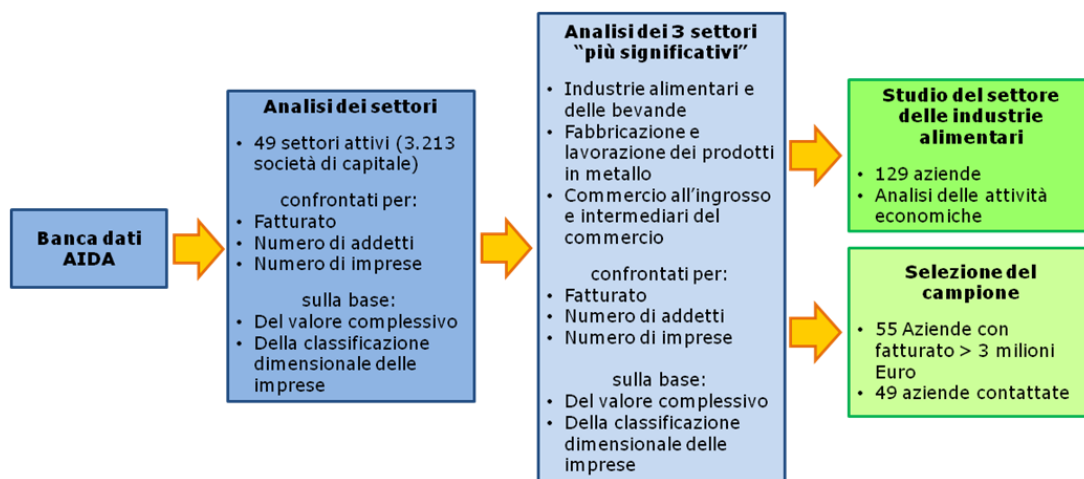 Banca dati
AIDA
Analisi dei settori
• 49 settori attivi (3.213
società di capitale)
confrontati per:
• Fatturato
• Numero di addetti
• Numero di imprese
sulla base:
• Del valore complessivo
• Della classificazione
dimensionale delle
imprese
Analisi dei 3 settori
“più significativi”
• Industrie alimentari e
delle bevande
• Fabbricazione e
lavorazione dei prodotti
in metallo
• Commercio all’ingrosso
e intermediari del
commercio
confrontati per:
• Fatturato
• Numero di addetti
• Numero di imprese
sulla base:
• Del valore complessivo
• Della classificazione
dimensionale delle
imprese
Studio del settore
delle industrie
alimentari
• 129 aziende
• Analisi delle attività
economiche
Selezione del
campione
• 55 Aziende con
fatturato > 3 milioni
Euro
• 49 aziende contattate